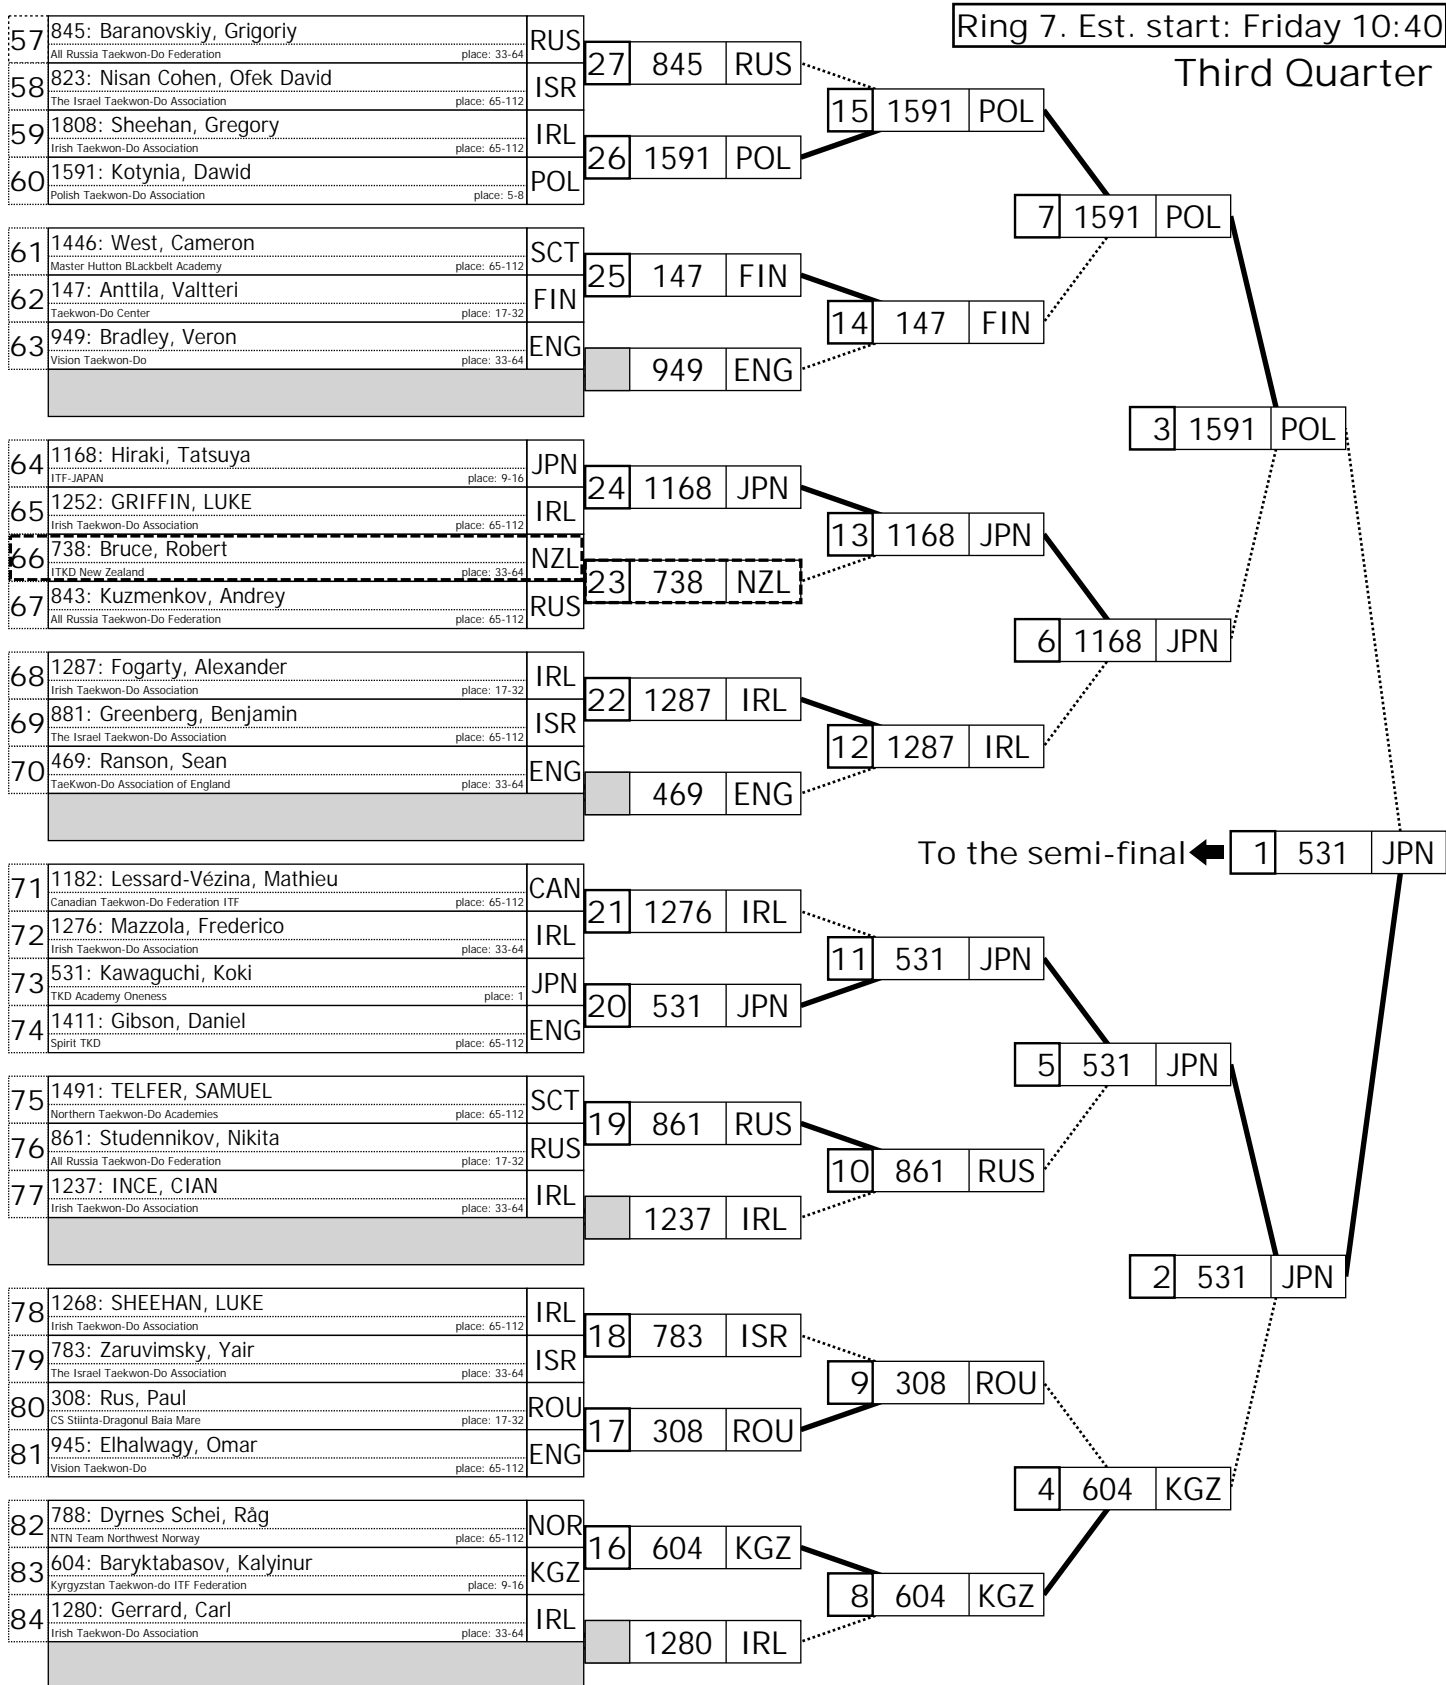 Ring 7. Est. start: Friday 10:40
Third Quarter
57 845: Baranovskiy, Grigoriy RUS
All Russia Taekwon-Do Federation place: 33-64
58 823: Nisan Cohen, Ofek David ISR
The Israel Taekwon-Do Association place: 65-112
59 1808: Sheehan, Gregory IRL
Irish Taekwon-Do Association place: 65-112
60 1591: Kotynia, Dawid POL
Polish Taekwon-Do Association place: 5-8
27 845 RUS
26 1591 POL
15 1591 POL
61 1446: West, Cameron SCT
Master Hutton BLackbelt Academy place: 65-112
62 147: Anttila, Valtteri FIN
Taekwon-Do Center place: 17-32
63 949: Bradley, Veron ENG
Vision Taekwon-Do place: 33-64
25 147 FIN
949 ENG
14 147 FIN
7 1591 POL
64 1168: Hiraki, Tatsuya JPN
ITF-JAPAN place: 9-16
65 1252: GRIFFIN, LUKE IRL
Irish Taekwon-Do Association place: 65-112
66 738: Bruce, Robert NZL
ITKD New Zealand place: 33-64
67 843: Kuzmenkov, Andrey RUS
All Russia Taekwon-Do Federation place: 65-112
24 1168 JPN
23 738 NZL
13 1168 JPN
68 1287: Fogarty, Alexander IRL
Irish Taekwon-Do Association place: 17-32
69 881: Greenberg, Benjamin ISR
The Israel Taekwon-Do Association place: 65-112
70 469: Ranson, Sean ENG
TaeKwon-Do Association of England place: 33-64
22 1287 IRL
469 ENG
12 1287 IRL
6 1168 JPN
3 1591 POL
To the semi-final 1 531 JPN
71 1182: Lessard-Vézina, Mathieu CAN
Canadian Taekwon-Do Federation ITF place: 65-112
72 1276: Mazzola, Frederico IRL
Irish Taekwon-Do Association place: 33-64
73 531: Kawaguchi, Koki JPN
TKD Academy Oneness place: 1
74 1411: Gibson, Daniel ENG
Spirit TKD place: 65-112
21 1276 IRL
20 531 JPN
11 531 JPN
75 1491: TELFER, SAMUEL SCT
Northern Taekwon-Do Academies place: 65-112
76 861: Studennikov, Nikita RUS
All Russia Taekwon-Do Federation place: 17-32
77 1237: INCE, CIAN IRL
Irish Taekwon-Do Association place: 33-64
19 861 RUS
1237 IRL
10 861 RUS
5 531 JPN
78 1268: SHEEHAN, LUKE IRL
Irish Taekwon-Do Association place: 65-112
79 783: Zaruvimsky, Yair ISR
The Israel Taekwon-Do Association place: 33-64
80 308: Rus, Paul ROU
CS Stiinta-Dragonul Baia Mare place: 17-32
81 945: Elhalwagy, Omar ENG
Vision Taekwon-Do place: 65-112
18 783 ISR
17 308 ROU
9 308 ROU
82 788: Dyrnes Schei, Råg NOR
NTN Team Northwest Norway place: 65-112
83 604: Baryktabasov, Kalyinur KGZ
Kyrgyzstan Taekwon-do ITF Federation place: 9-16
84 1280: Gerrard, Carl IRL
Irish Taekwon-Do Association place: 33-64
16 604 KGZ
1280 IRL
8 604 KGZ
4 604 KGZ
2 531 JPN